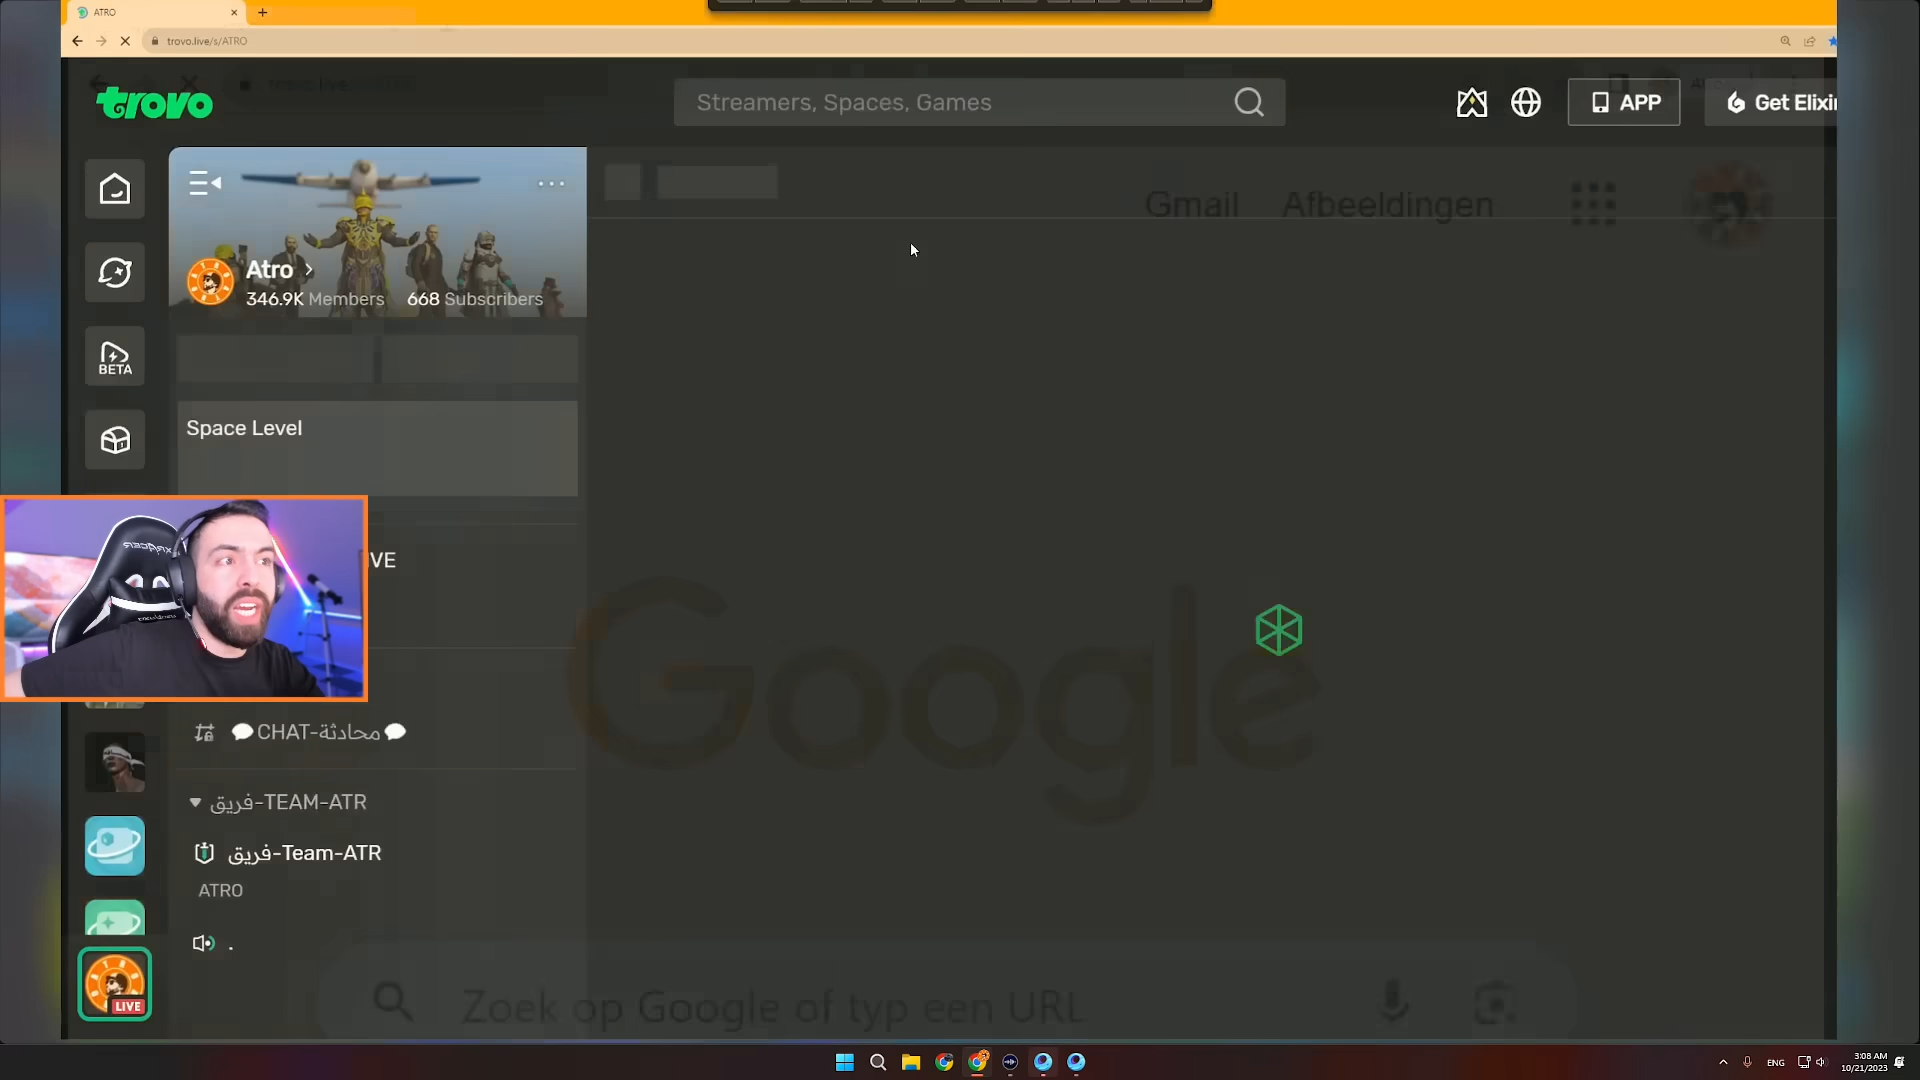 ATRO
trovo.live/s/ATRO
trovo
Streamers, Spaces, Games
APP
Get Elixi
Gmail
Afbeeldingen
Atro
346.9K Members 668 Subscribers
BETA
Space Level
IVE
CHAT-محادثة
فريق-TEAM-ATR
فريق-Team-ATR
ATRO
.
LIVE
Google
Zoek op Google of typ een URL
ENG
3:08 AM
10/21/2023